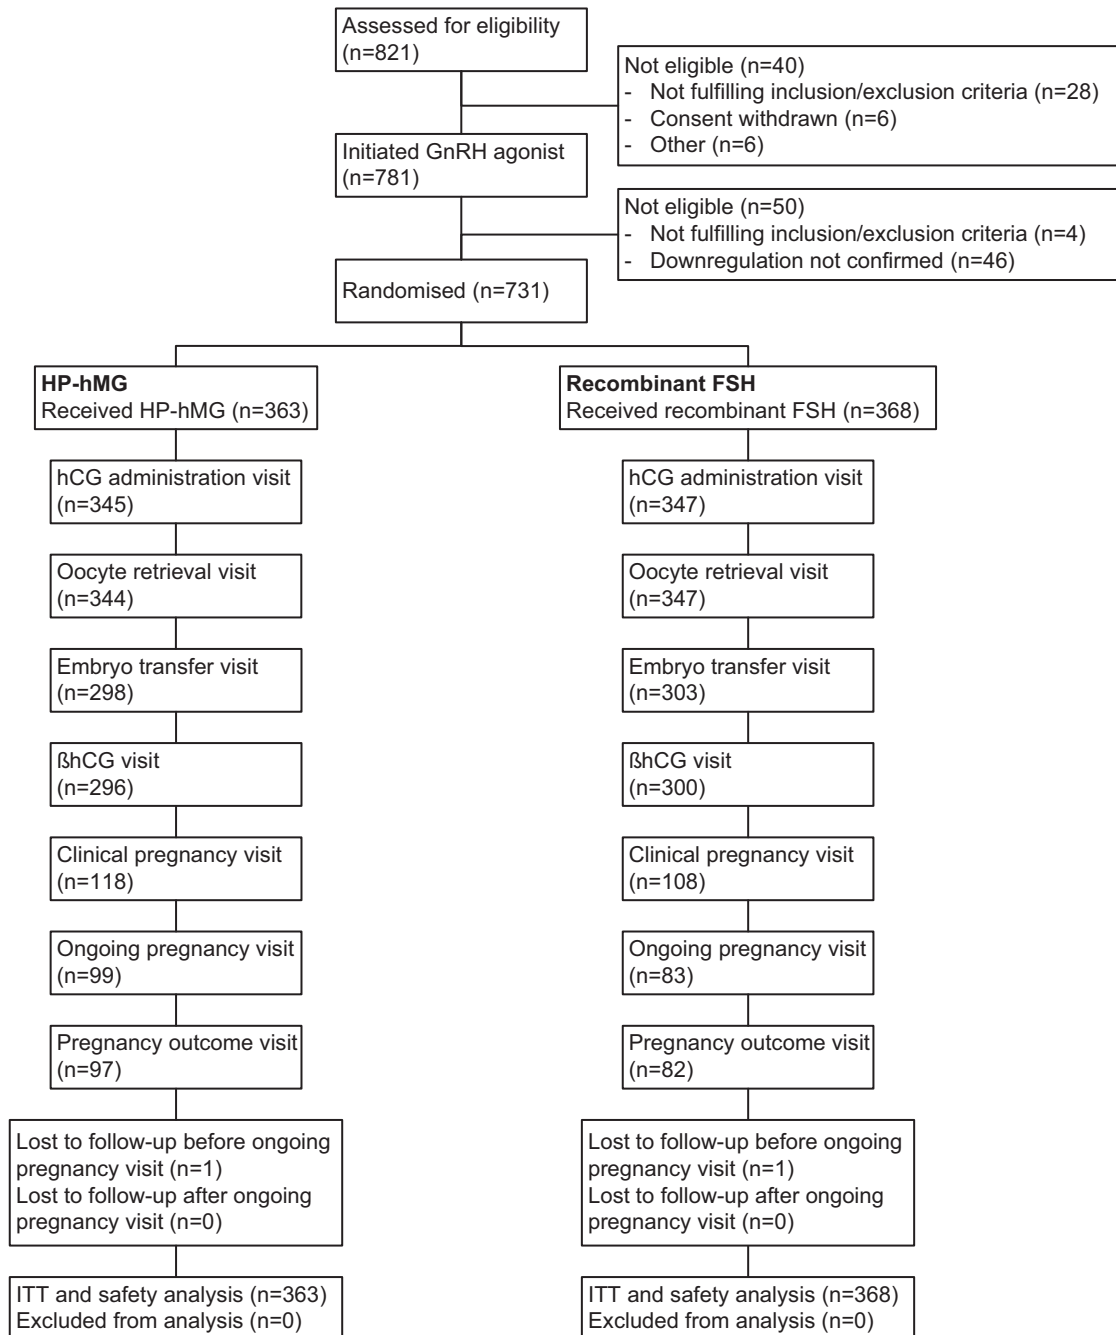 Assessed for eligibility
(n=821)
Not eligible (n=40)
- Not fulfilling inclusion/exclusion criteria (n=28)
- Consent withdrawn (n=6)
- Other (n=6)
Initiated GnRH agonist
(n=781)
Not eligible (n=50)
- Not fulfilling inclusion/exclusion criteria (n=4)
- Downregulation not confirmed (n=46)
Randomised (n=731)
HP-hMG
Received HP-hMG (n=363)
hCG administration visit
(n=345)
Oocyte retrieval visit
(n=344)
Embryo transfer visit
(n=298)
ßhCG visit
(n=296)
Clinical pregnancy visit
(n=118)
Ongoing pregnancy visit
(n=99)
Pregnancy outcome visit
(n=97)
Lost to follow-up before ongoing
pregnancy visit (n=1)
Lost to follow-up after ongoing
pregnancy visit (n=0)
ITT and safety analysis (n=363)
Excluded from analysis (n=0)
Recombinant FSH
Received recombinant FSH (n=368)
hCG administration visit
(n=347)
Oocyte retrieval visit
(n=347)
Embryo transfer visit
(n=303)
ßhCG visit
(n=300)
Clinical pregnancy visit
(n=108)
Ongoing pregnancy visit
(n=83)
Pregnancy outcome visit
(n=82)
Lost to follow-up before ongoing
pregnancy visit (n=1)
Lost to follow-up after ongoing
pregnancy visit (n=0)
ITT and safety analysis (n=368)
Excluded from analysis (n=0)